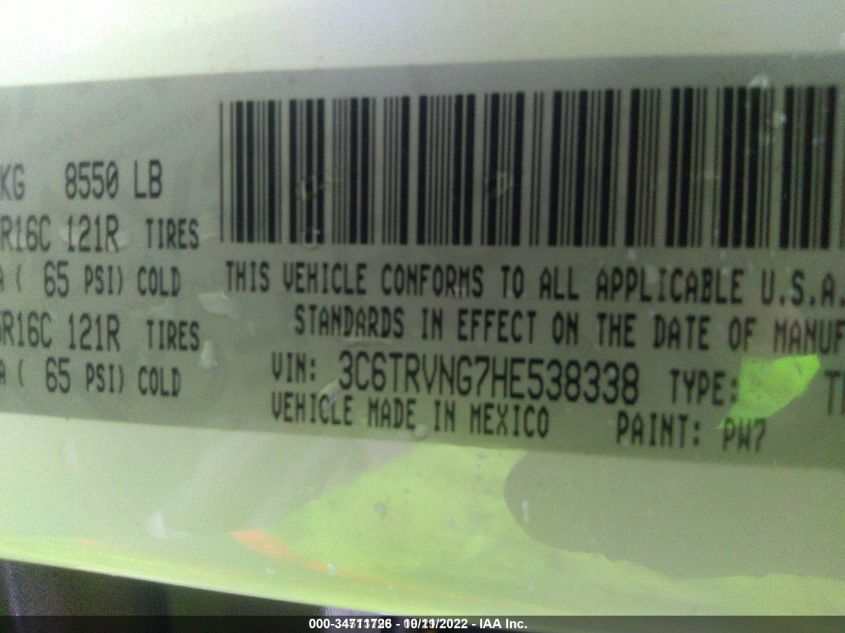 KG 8550 LB
R16C 121R TIRES
A ( 65 PSI) COLD
5R16C 121R TIRES
A ( 65 PSI) COLD
THIS VEHICLE CONFORMS TO ALL APPLICABLE U.S.A.
STANDARDS IN EFFECT ON THE DATE OF MANUF
VIN: 3C6TRVNG7HE538338 TYPE: T
VEHICLE MADE IN MEXICO PAINT: PW7
000-34711726 - 10/11/2022 - IAA Inc.